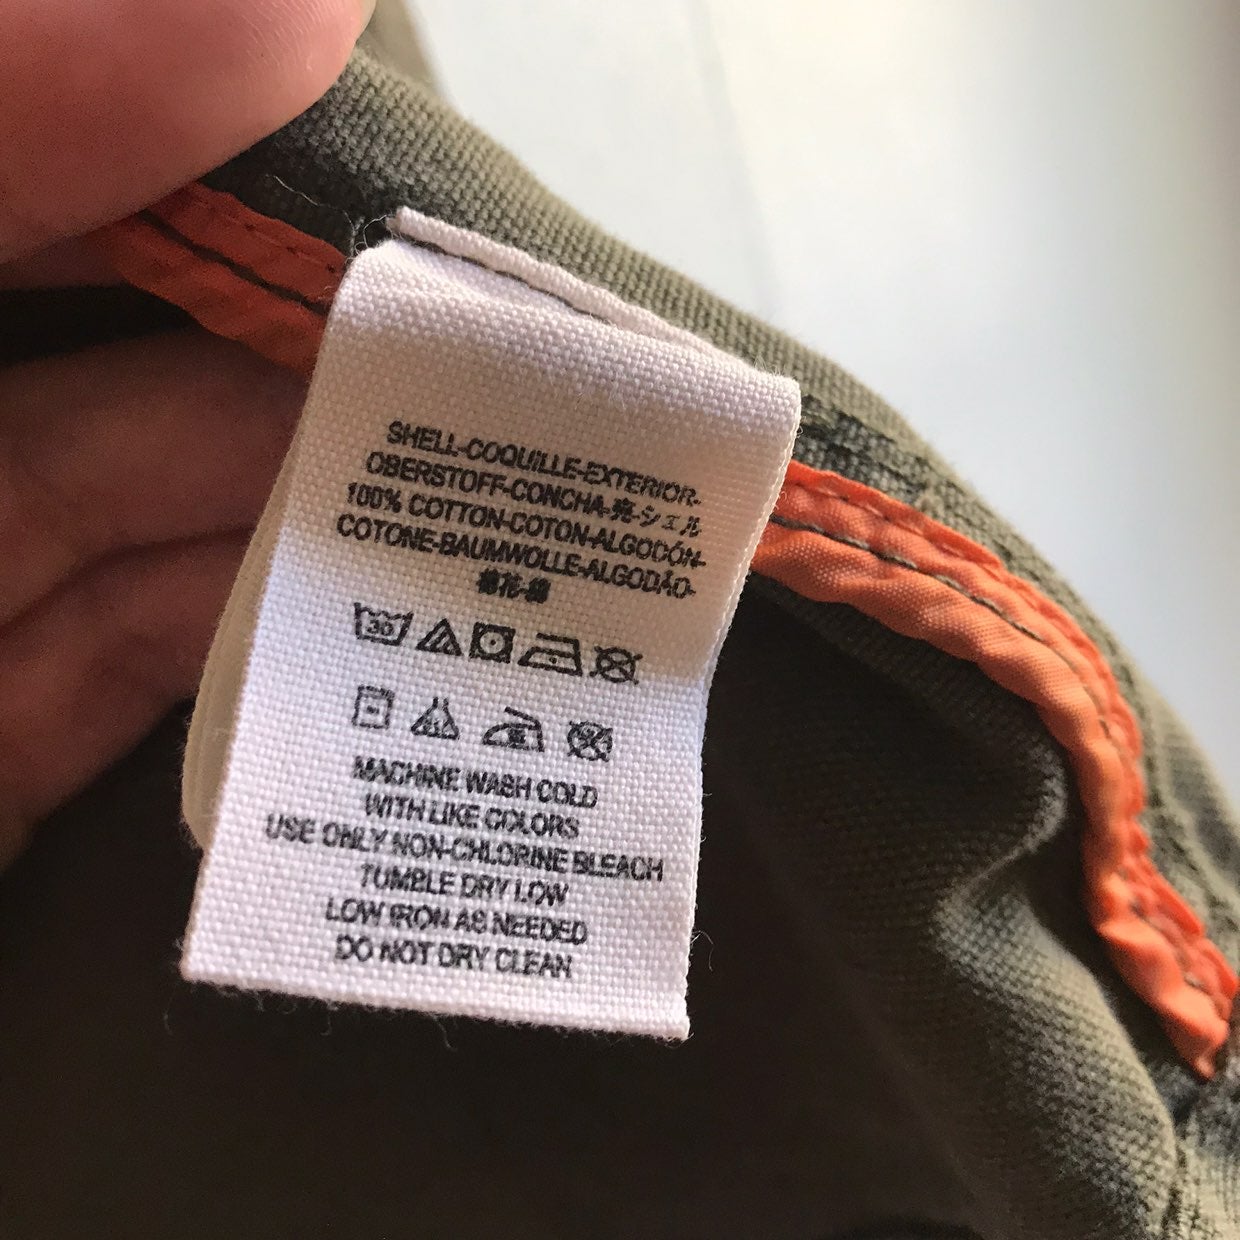 SHELL-COQUILLE-EXTERIOR-
OBERSTOFF-CONCHA-壳-シェル
100% COTTON-COTON-ALGODÓN-
COTONE-BAUMWOLLE-ALGODÃO-
30
MACHINE WASH COLD
WITH LIKE COLORS
USE ONLY NON-CHLORINE BLEACH
TUMBLE DRY LOW
LOW IRON AS NEEDED
DO NOT DRY CLEAN